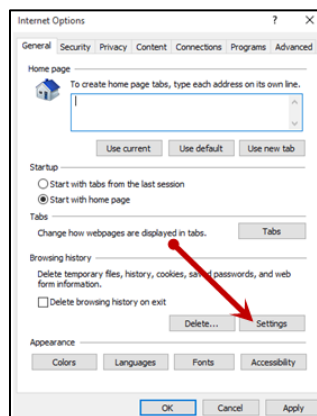 Internet Options
?
X
General Security Privacy Content Connections Programs Advanced
Home page
To create home page tabs, type each address on its own line.
Use current Use default Use new tab
Startup
Start with tabs from the last session
Start with home page
Tabs
Change how webpages are displayed in tabs. Tabs
Browsing history
Delete temporary files, history, cookies, saved passwords, and web
form information.
Delete browsing history on exit
Delete... Settings
Appearance
Colors Languages Fonts Accessibility
OK Cancel Apply